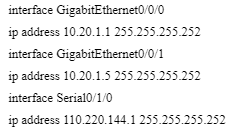 interface GigabitEthernet0/0/0
ip address 10.20.1.1 255.255.255.252
interface GigabitEthernet0/0/1
ip address 10.20.1.5 255.255.255.252
interface Serial0/1/0
ip address 110.220.144.1 255.255.255.252